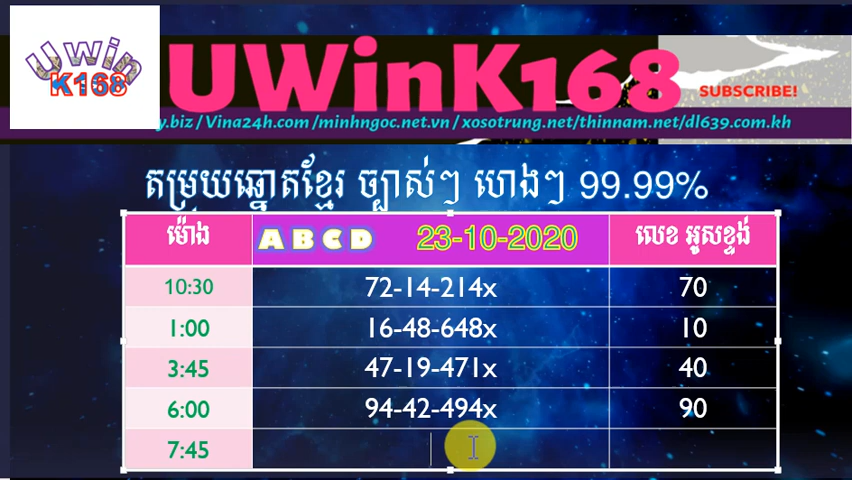 Uwin
K168
UWinK168
SUBSCRIBE!
y.biz/Vina24h.com/minhngoc.net.vn/xosotrung.net/thinnam.net/dl639.com.kh
តម្រុយឆ្នោតខ្មែរ ច្បាស់ៗ ហេងៗ 99.99%
ម៉ោង A B C D 23-10-2020 លេខ អូសខ្ទង់
10:30 72-14-214x 70
1:00 16-48-648x 10
3:45 47-19-471x 40
6:00 94-42-494x 90
7:45